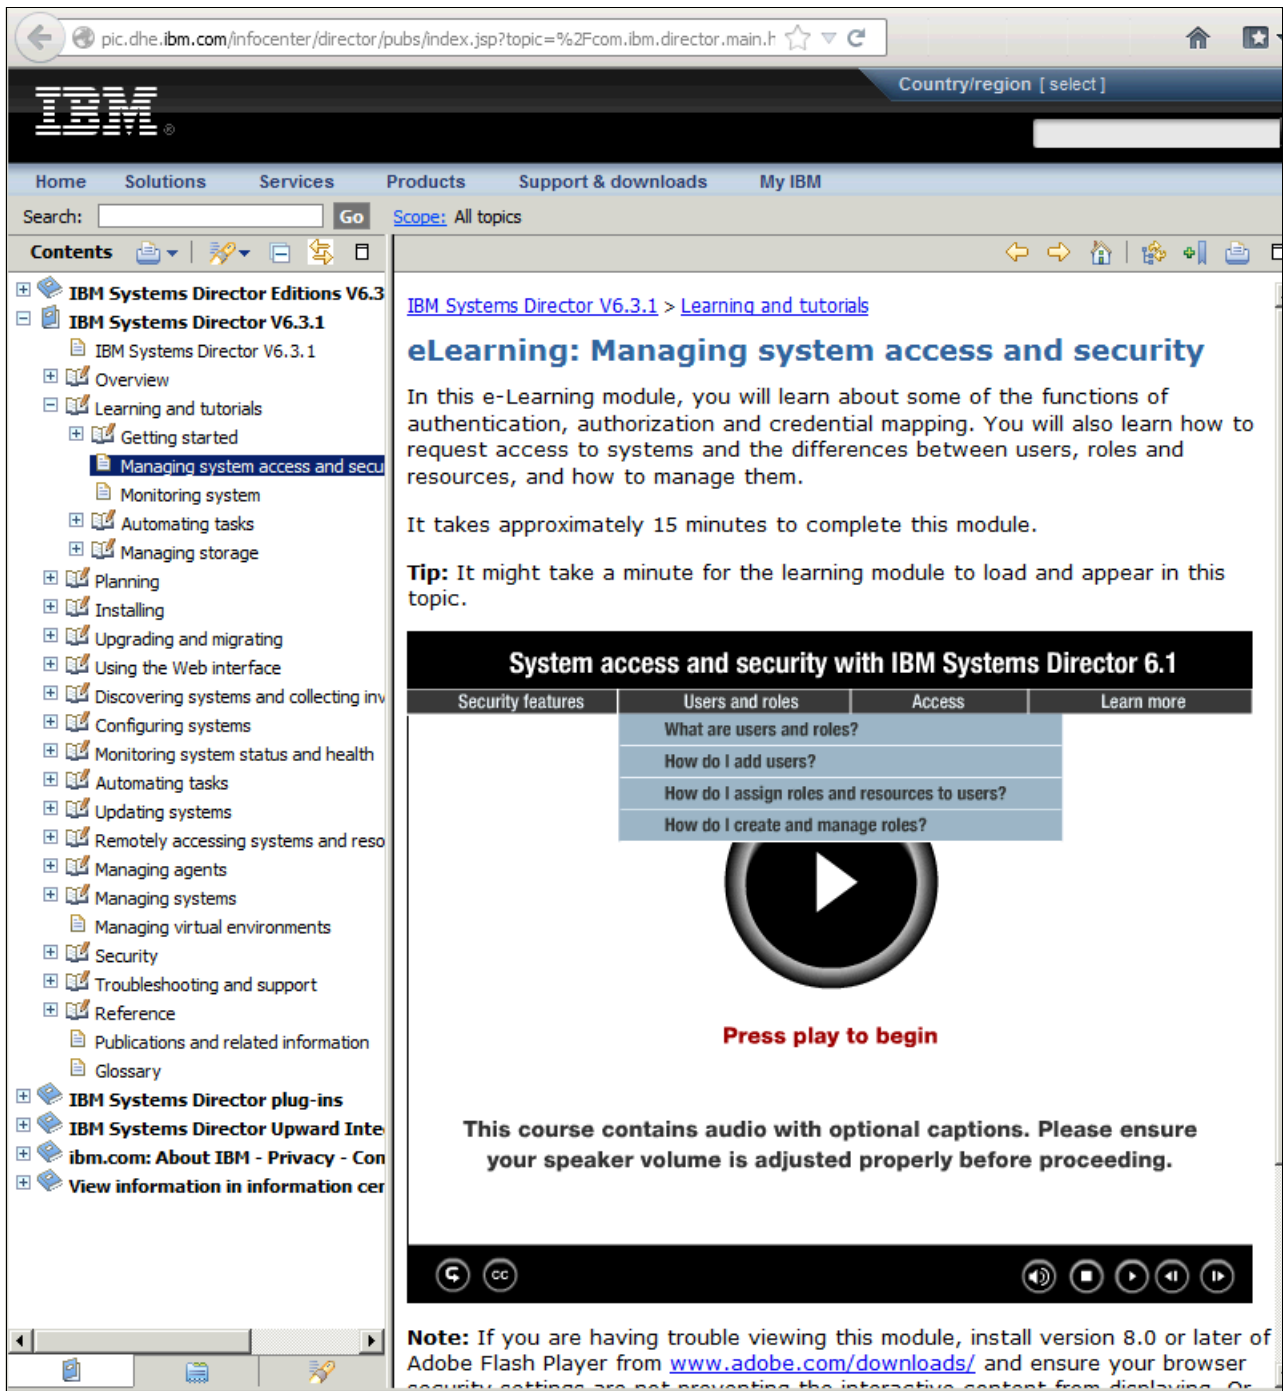 pic.dhe.ibm.com/infocenter/director/pubs/index.jsp?topic=%2Fcom.ibm.director.main.h
Country/region [ select ]
IBM®
Home Solutions Services Products Support & downloads My IBM
Search: Go Scope: All topics
Contents
IBM Systems Director Editions V6.3
IBM Systems Director V6.3.1
IBM Systems Director V6.3.1
Overview
Learning and tutorials
Getting started
Managing system access and secu
Monitoring system
Automating tasks
Managing storage
Planning
Installing
Upgrading and migrating
Using the Web interface
Discovering systems and collecting inv
Configuring systems
Monitoring system status and health
Automating tasks
Updating systems
Remotely accessing systems and reso
Managing agents
Managing systems
Managing virtual environments
Security
Troubleshooting and support
Reference
Publications and related information
Glossary
IBM Systems Director plug-ins
IBM Systems Director Upward Inte
ibm.com: About IBM - Privacy - Con
View information in information cen
IBM Systems Director V6.3.1 > Learning and tutorials
eLearning: Managing system access and security
In this e-Learning module, you will learn about some of the functions of
authentication, authorization and credential mapping. You will also learn how to
request access to systems and the differences between users, roles and
resources, and how to manage them.
It takes approximately 15 minutes to complete this module.
Tip: It might take a minute for the learning module to load and appear in this
topic.
System access and security with IBM Systems Director 6.1
Security features Users and roles Access Learn more
What are users and roles?
How do I add users?
How do I assign roles and resources to users?
How do I create and manage roles?
Press play to begin
This course contains audio with optional captions. Please ensure
your speaker volume is adjusted properly before proceeding.
CC
Note: If you are having trouble viewing this module, install version 8.0 or later of
Adobe Flash Player from www.adobe.com/downloads/ and ensure your browser
security settings are not preventing the interactive content from displaying. Or